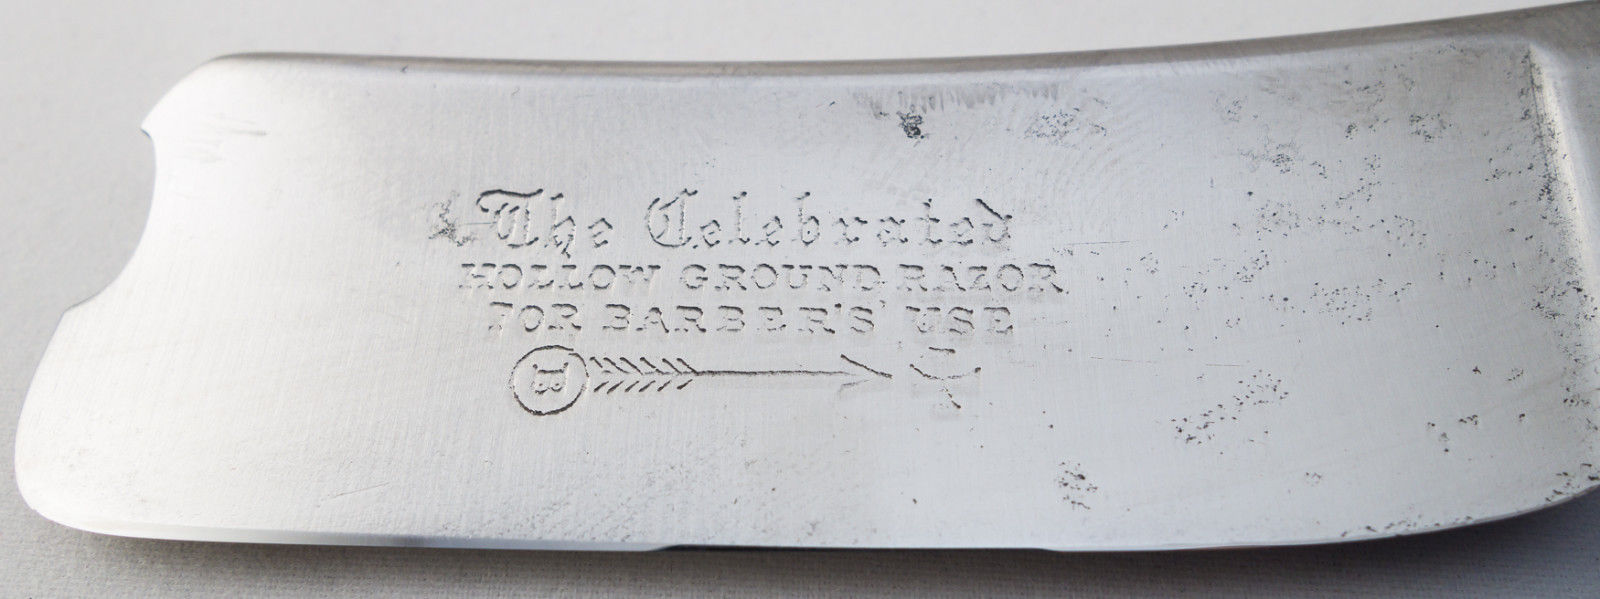 The Celebrated
HOLLOW GROUND RAZOR
FOR BARBER'S USE
B